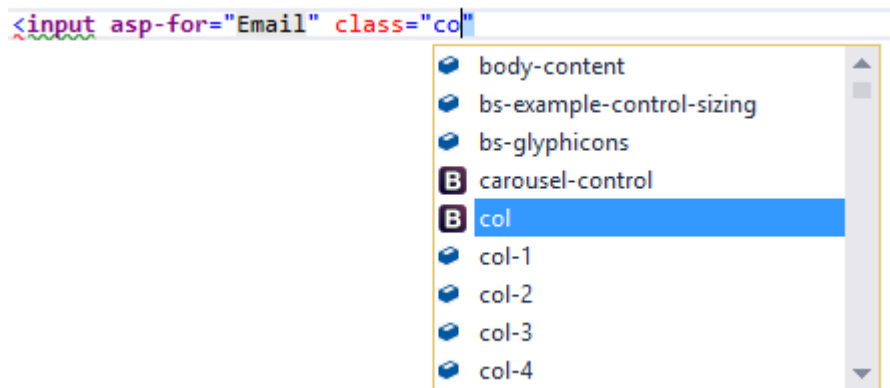 <input asp-for="Email" class="co"
body-content
bs-example-control-sizing
bs-glyphicons
B carousel-control
B col
col-1
col-2
col-3
col-4